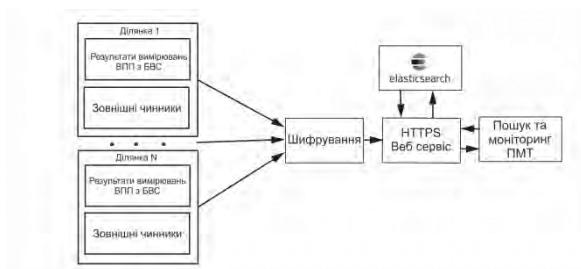 Ділянка 1
Результати вимірювань
ВПП з БВС
Зовнішні чинники
Ділянка N
Результати вимірювань
ВПП з БВС
Зовнішні чинники
Шифрування
elasticsearch
HTTPS
Веб сервіс
Пошук та
моніторинг
ПМТ